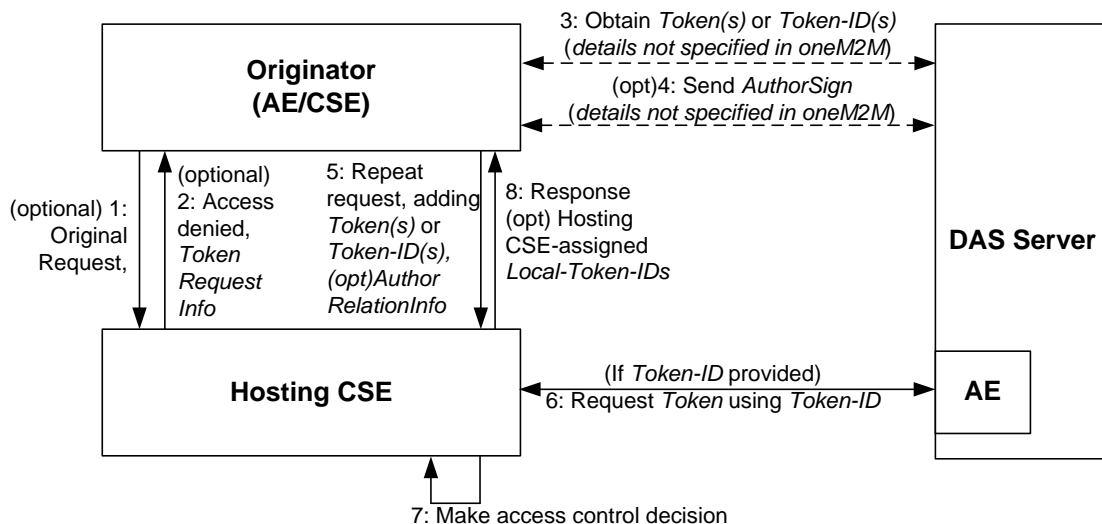 3: Obtain Token(s) or Token-ID(s)
(details not specified in oneM2M)
Originator
(AE/CSE)
(opt)4: Send AuthorSign
(details not specified in oneM2M)
(optional) 1:
Original
Request,
(optional)
2: Access
denied,
Token
Request
Info
5: Repeat
request, adding
Token(s) or
Token-ID(s),
(opt)Author
RelationInfo
8: Response
(opt) Hosting
CSE-assigned
Local-Token-IDs
DAS Server
Hosting CSE
(If Token-ID provided)
6: Request Token using Token-ID
AE
7: Make access control decision